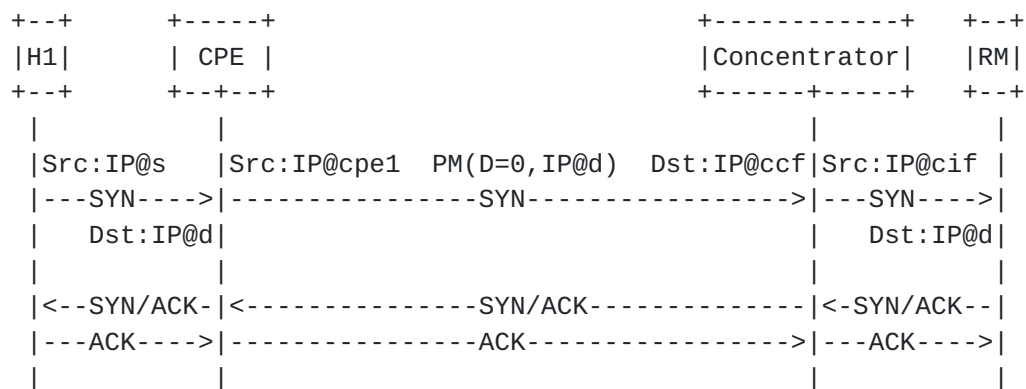 +--+      +-----+                          +------------+   +--+
|H1|      | CPE |                          |Concentrator|   |RM|
+--+      +--+--+                          +------+-----+   +--+
 |           |                                    |           |
 |Src:IP@s   |Src:IP@cpe1  PM(D=0,IP@d)  Dst:IP@ccf|Src:IP@cif |
 |---SYN---->|----------------SYN----------------->|---SYN---->|
 |   Dst:IP@d|                                    |   Dst:IP@d|
 |           |                                    |           |
 |<--SYN/ACK-|<---------------SYN/ACK--------------|<-SYN/ACK--|
 |---ACK---->|----------------ACK----------------->|---ACK---->|
 |           |                                    |           |